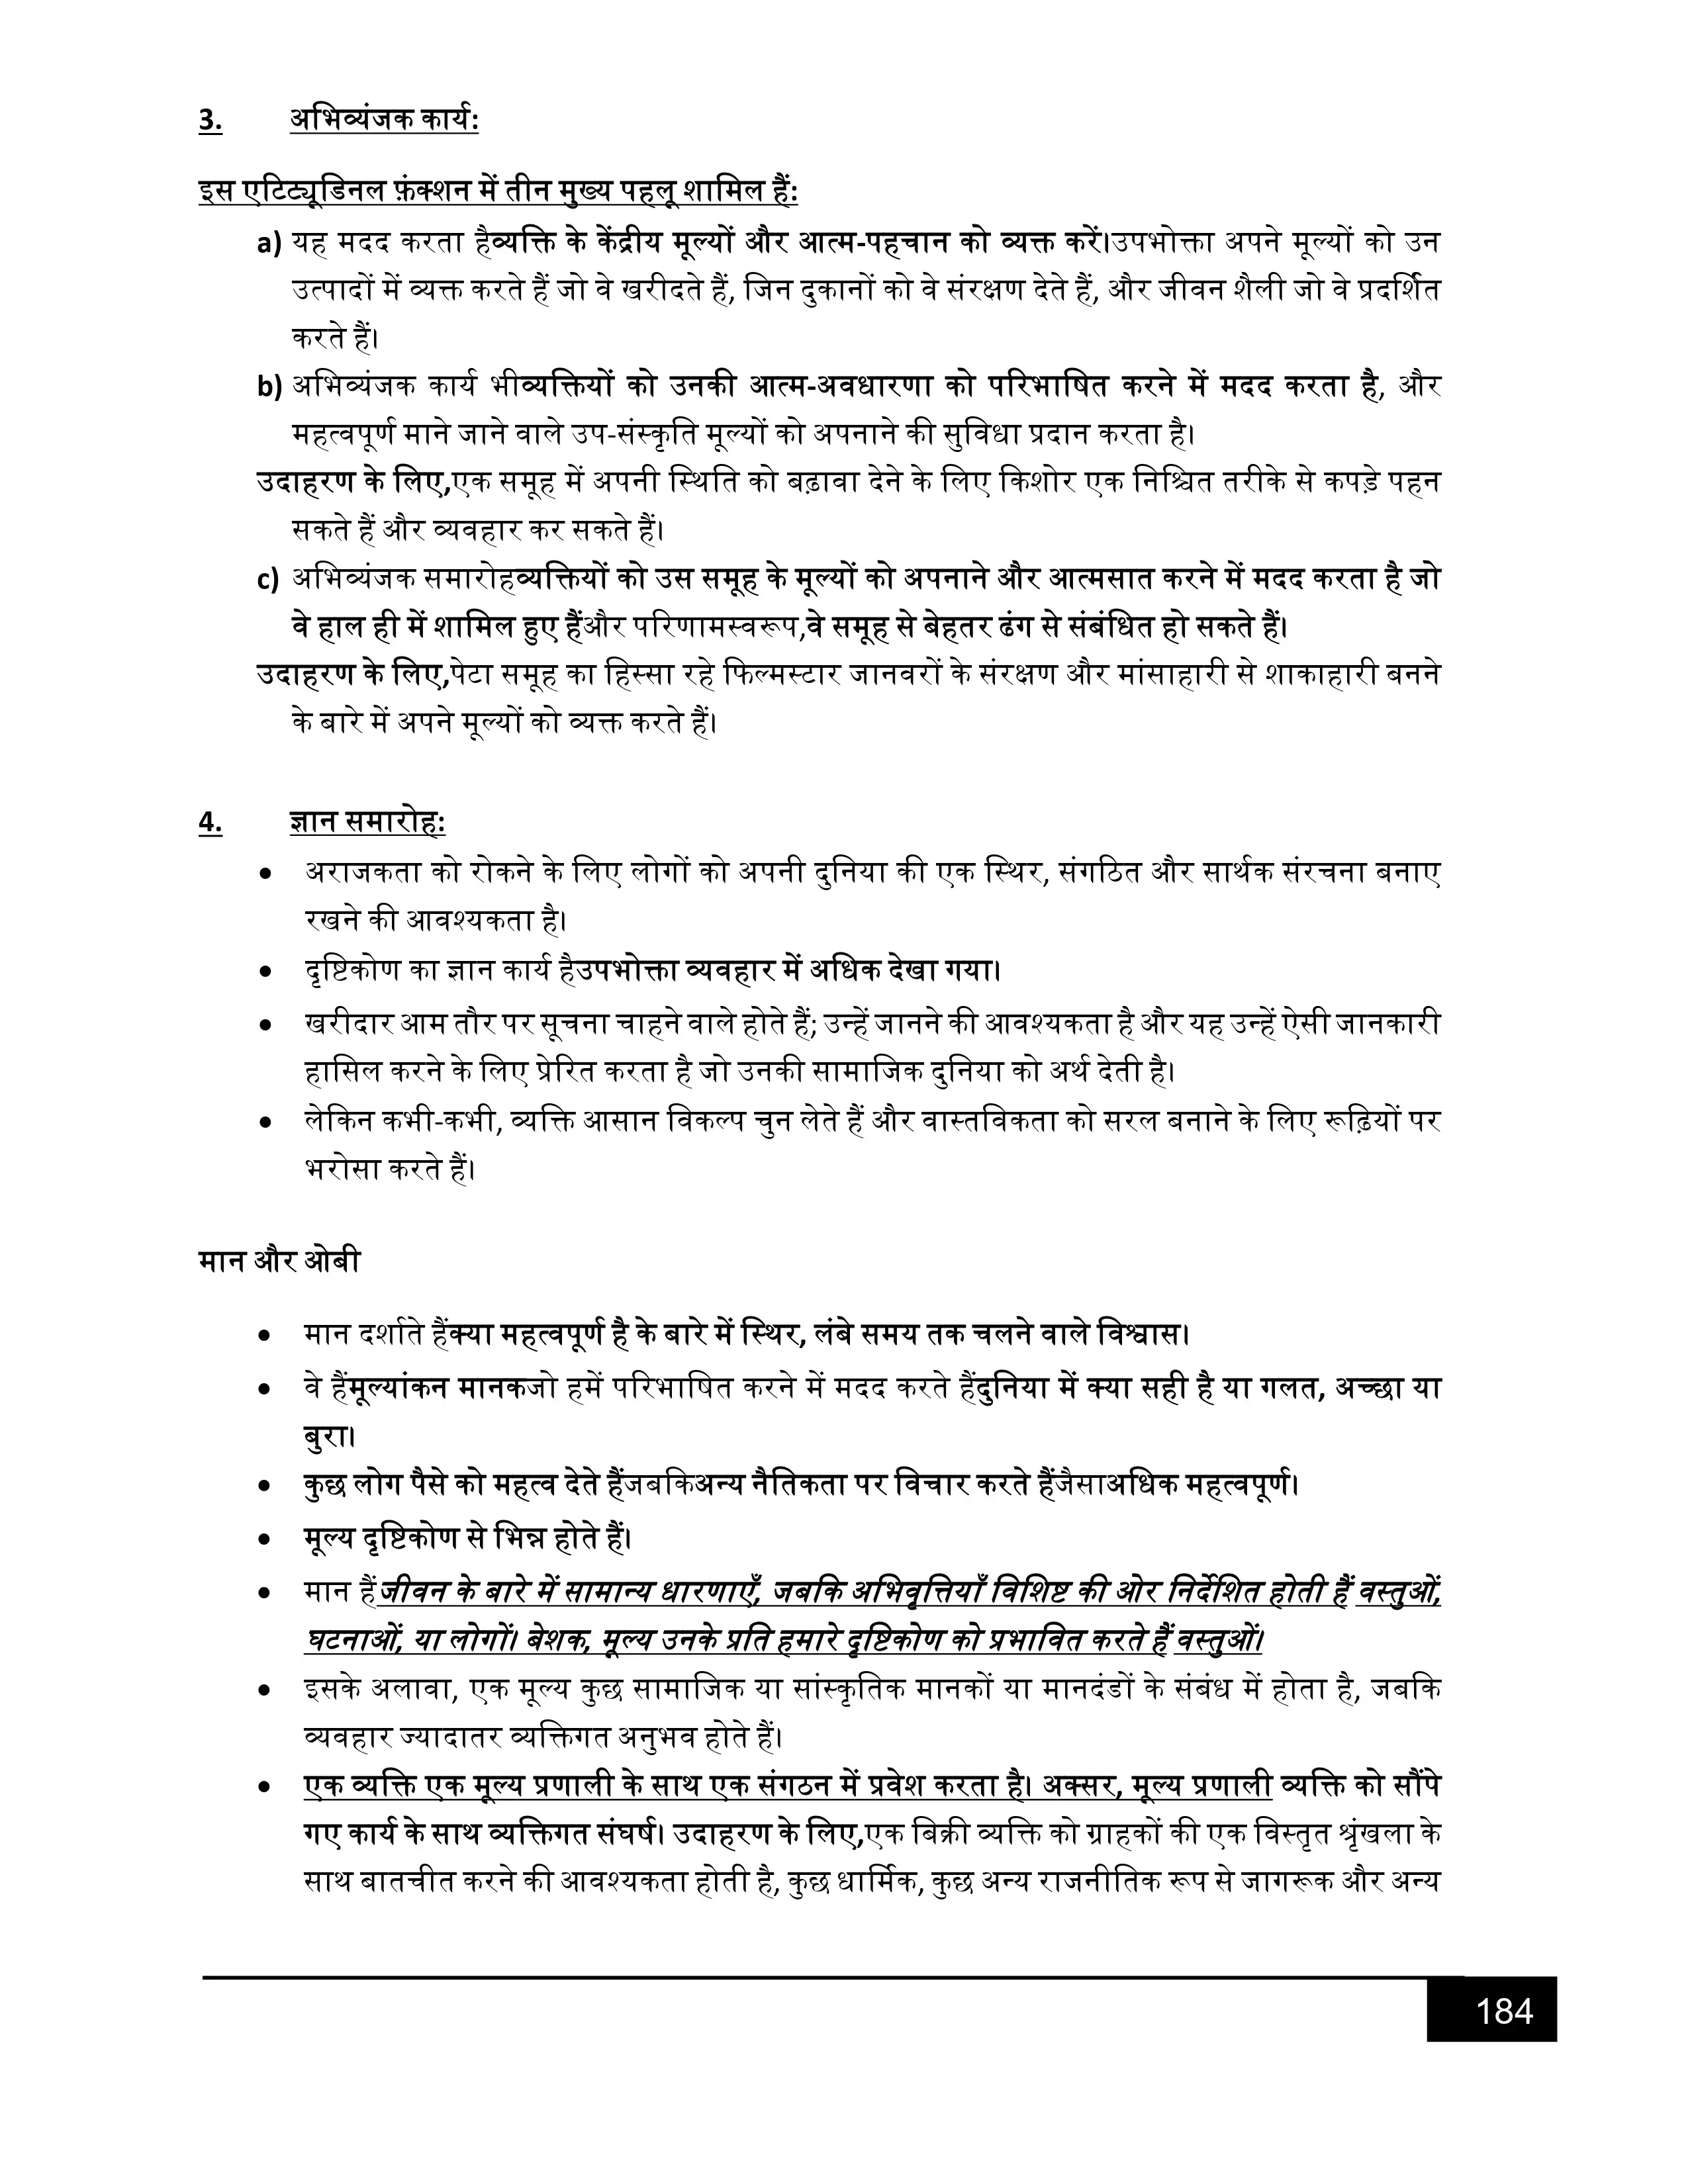 3. अभिव्यंजक कार्य:
इस एटिट्यूडिनल फ़ंक्शन में तीन मुख्य पहलू शामिल हैं:
a) यह मदद करता हैव्यक्ति के केंद्रीय मूल्यों और आत्म-पहचान को व्यक्त करें।उपभोक्ता अपने मूल्यों को उन
उत्पादों में व्यक्त करते हैं जो वे खरीदते हैं, जिन दुकानों को वे संरक्षण देते हैं, और जीवन शैली जो वे प्रदर्शित
करते हैं।
b) अभिव्यंजक कार्य भीव्यक्तियों को उनकी आत्म-अवधारणा को परिभाषित करने में मदद करता है, और
महत्वपूर्ण माने जाने वाले उप-संस्कृति मूल्यों को अपनाने की सुविधा प्रदान करता है।
उदाहरण के लिए,एक समूह में अपनी स्थिति को बढ़ावा देने के लिए किशोर एक निश्चित तरीके से कपड़े पहन
सकते हैं और व्यवहार कर सकते हैं।
c) अभिव्यंजक समारोहव्यक्तियों को उस समूह के मूल्यों को अपनाने और आत्मसात करने में मदद करता है जो
वे हाल ही में शामिल हुए हैंऔर परिणामस्वरूप,वे समूह से बेहतर ढंग से संबंधित हो सकते हैं।
उदाहरण के लिए,पेटा समूह का हिस्सा रहे फिल्मस्टार जानवरों के संरक्षण और मांसाहारी से शाकाहारी बनने
के बारे में अपने मूल्यों को व्यक्त करते हैं।
4. ज्ञान समारोह:
• अराजकता को रोकने के लिए लोगों को अपनी दुनिया की एक स्थिर, संगठित और सार्थक संरचना बनाए
रखने की आवश्यकता है।
• दृष्टिकोण का ज्ञान कार्य हैउपभोक्ता व्यवहार में अधिक देखा गया।
• खरीदार आम तौर पर सूचना चाहने वाले होते हैं; उन्हें जानने की आवश्यकता है और यह उन्हें ऐसी जानकारी
हासिल करने के लिए प्रेरित करता है जो उनकी सामाजिक दुनिया को अर्थ देती है।
• लेकिन कभी-कभी, व्यक्ति आसान विकल्प चुन लेते हैं और वास्तविकता को सरल बनाने के लिए रूढ़ियों पर
भरोसा करते हैं।
मान और ओबी
• मान दर्शाते हैंक्या महत्वपूर्ण है के बारे में स्थिर, लंबे समय तक चलने वाले विश्वास।
• वे हैंमूल्यांकन मानकजो हमें परिभाषित करने में मदद करते हैंदुनिया में क्या सही है या गलत, अच्छा या
बुरा।
• कुछ लोग पैसे को महत्व देते हैंजबकिअन्य नैतिकता पर विचार करते हैंजैसाअधिक महत्वपूर्ण।
• मूल्य दृष्टिकोण से भिन्न होते हैं।
• मान हैंजीवन के बारे में सामान्य धारणाएँ, जबकि अभिवृत्तियाँ विशिष्ट की ओर निर्देशित होती हैं वस्तुओं,
घटनाओं, या लोगों। बेशक, मूल्य उनके प्रति हमारे दृष्टिकोण को प्रभावित करते हैं वस्तुओं।
• इसके अलावा, एक मूल्य कुछ सामाजिक या सांस्कृतिक मानकों या मानदंडों के संबंध में होता है, जबकि
व्यवहार ज्यादातर व्यक्तिगत अनुभव होते हैं।
• एक व्यक्ति एक मूल्य प्रणाली के साथ एक संगठन में प्रवेश करता है। अक्सर, मूल्य प्रणाली व्यक्ति को सौंपे
गए कार्य के साथ व्यक्तिगत संघर्ष। उदाहरण के लिए,एक बिक्री व्यक्ति को ग्राहकों की एक विस्तृत श्रृंखला के
साथ बातचीत करने की आवश्यकता होती है, कुछ धार्मिक, कुछ अन्य राजनीतिक रूप से जागरूक और अन्य
184